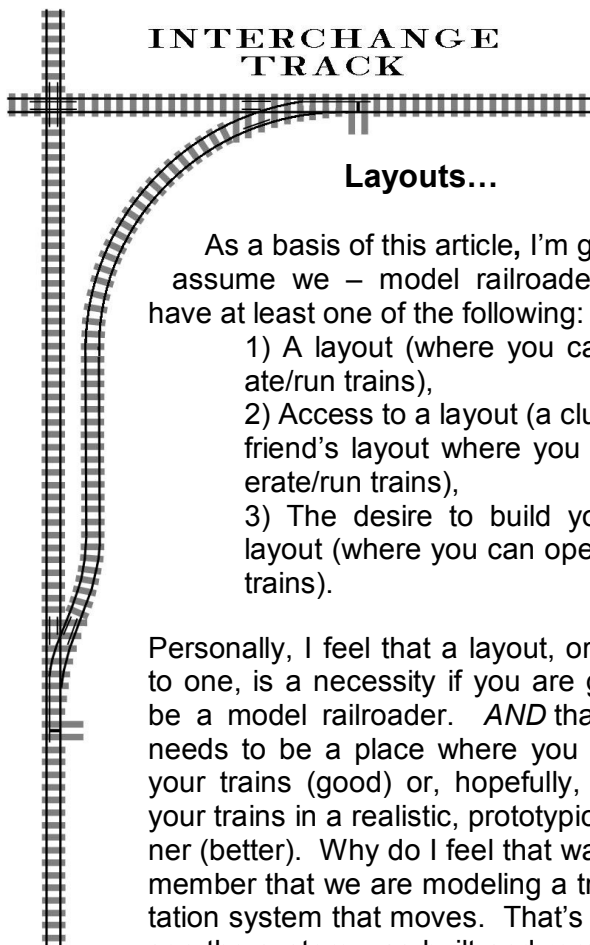 INTERCHANGE
TRACK
Layouts…
As a basis of this article, I’m g
assume we – model railroade
have at least one of the following:
1) A layout (where you ca
ate/run trains),
2) Access to a layout (a clu
friend’s layout where you
erate/run trains),
3) The desire to build yo
layout (where you can ope
trains).
Personally, I feel that a layout, or
to one, is a necessity if you are g
be a model railroader. AND tha
needs to be a place where you
your trains (good) or, hopefully,
your trains in a realistic, prototypic
ner (better). Why do I feel that wa
member that we are modeling a tr
tation system that moves. That’s